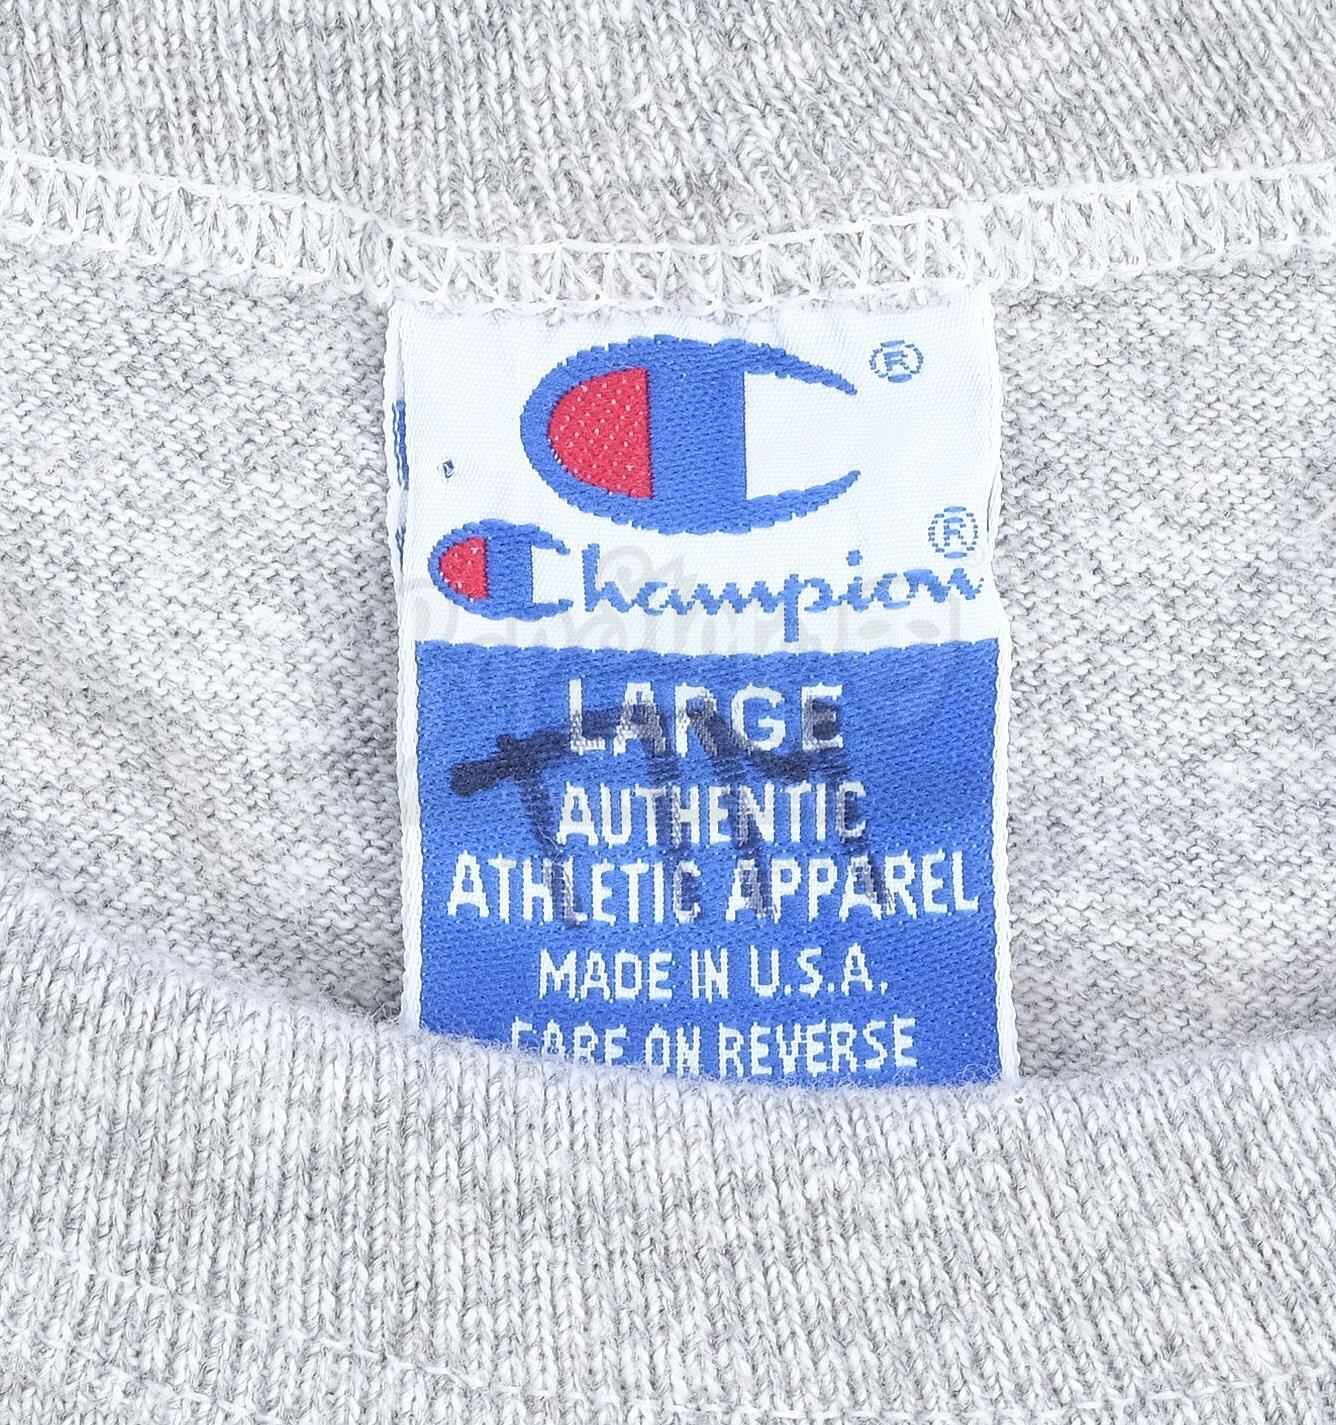 ®
Champion®
LARGE
AUTHENTIC
ATHLETIC APPAREL
MADE IN U.S.A.
CARE ON REVERSE